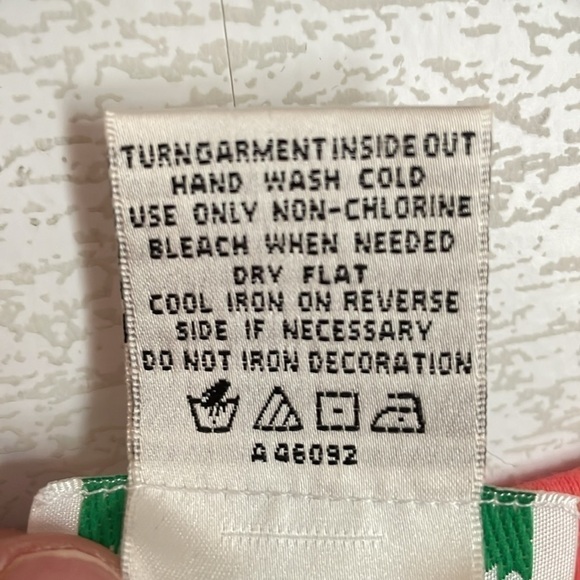 TURN GARMENT INSIDE OUT
HAND WASH COLD
USE ONLY NON-CHLORINE
BLEACH WHEN NEEDED
DRY FLAT
COOL IRON ON REVERSE
SIDE IF NECESSARY
DO NOT IRON DECORATION
A46092